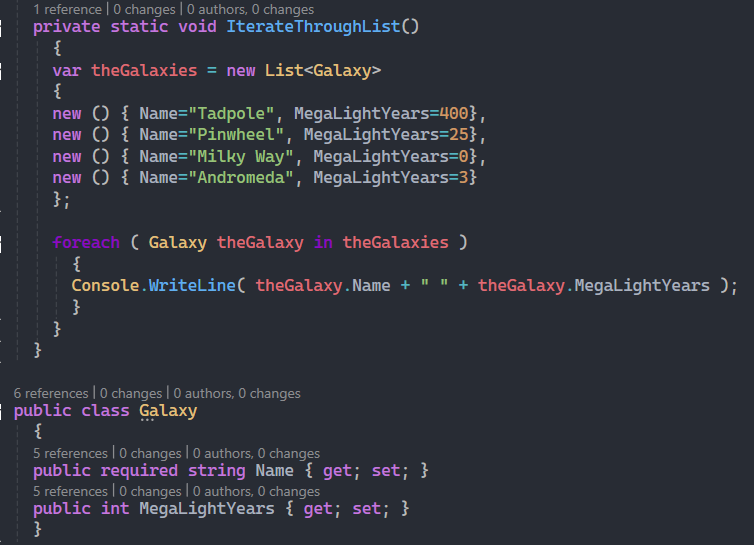 1 reference | 0 changes | 0 authors, 0 changes
private static void IterateThroughList()
{
var theGalaxies = new List<Galaxy>
{
new () { Name="Tadpole", MegaLightYears=400},
new () { Name="Pinwheel", MegaLightYears=25},
new () { Name="Milky Way", MegaLightYears=0},
new () { Name="Andromeda", MegaLightYears=3}
};
foreach ( Galaxy theGalaxy in theGalaxies )
{
Console.WriteLine( theGalaxy.Name + " " + theGalaxy.MegaLightYears );
}
}
}
6 references | 0 changes | 0 authors, 0 changes
public class Galaxy
{
5 references | 0 changes | 0 authors, 0 changes
public required string Name { get; set; }
5 references | 0 changes | 0 authors, 0 changes
public int MegaLightYears { get; set; }
}